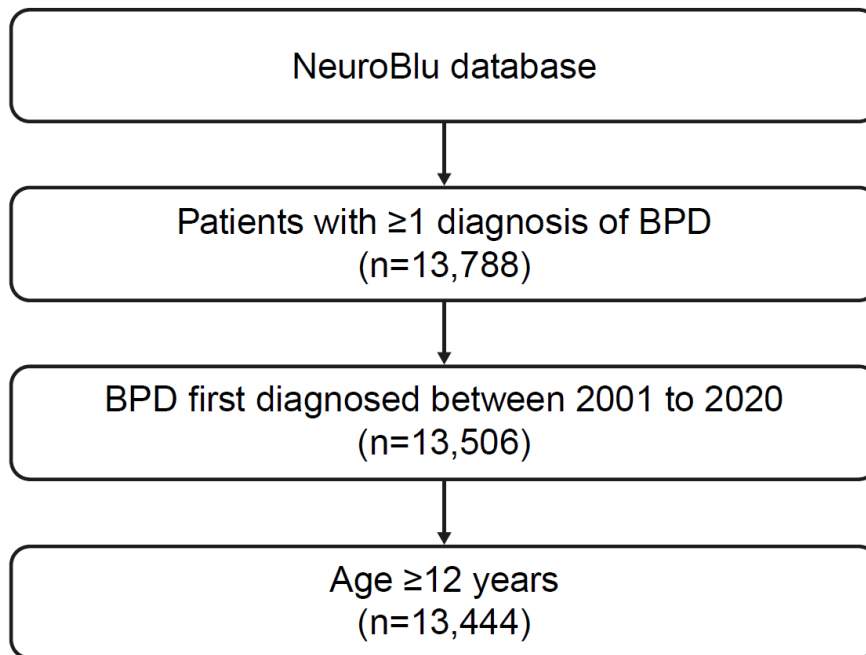 NeuroBlu database
Patients with ≥1 diagnosis of BPD
(n=13,788)
BPD first diagnosed between 2001 to 2020
(n=13,506)
Age ≥12 years
(n=13,444)